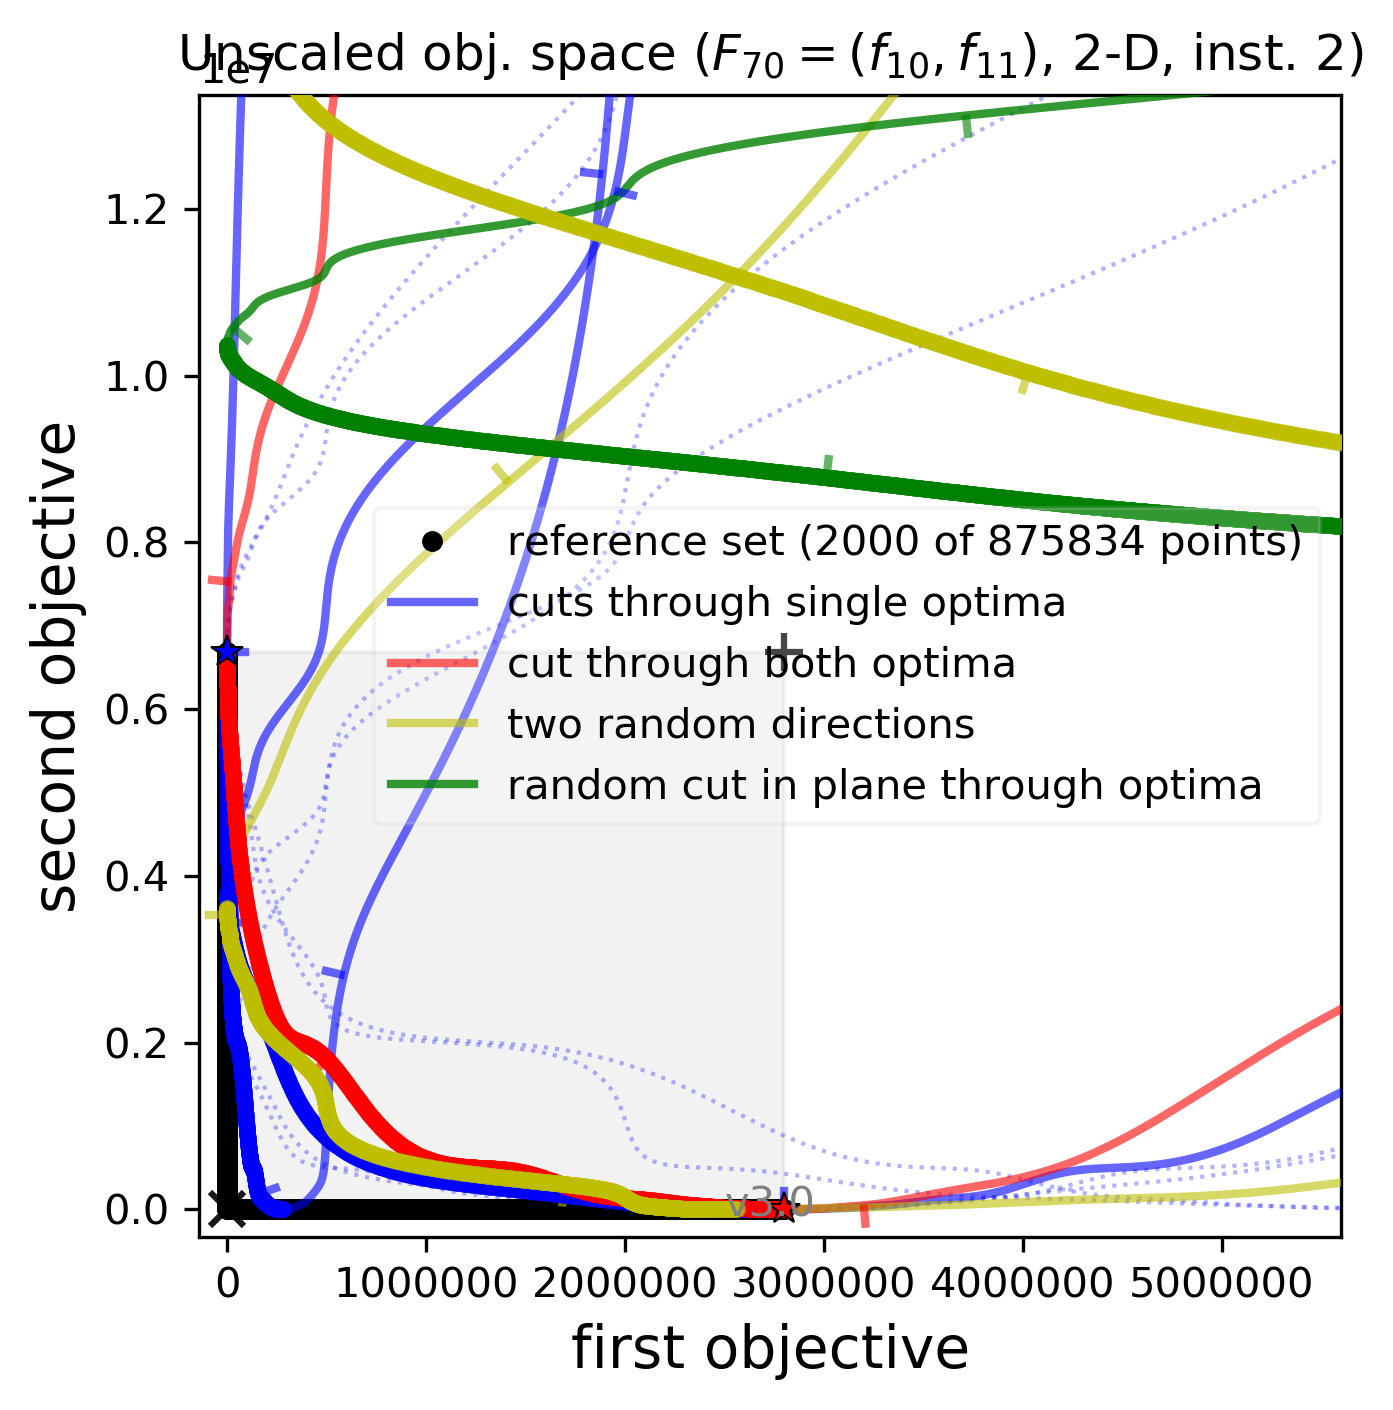 Unscaled obj. space (F₇₀ = (f₁₀, f₁₁), 2-D, inst. 2)
1e7
1.2
1.0
0.8
0.6
0.4
0.2
0.0
second objective
reference set (2000 of 875834 points)
cuts through single optima
cut through both optima
two random directions
random cut in plane through optima
v3.0
0 1000000 2000000 3000000 4000000 5000000
first objective